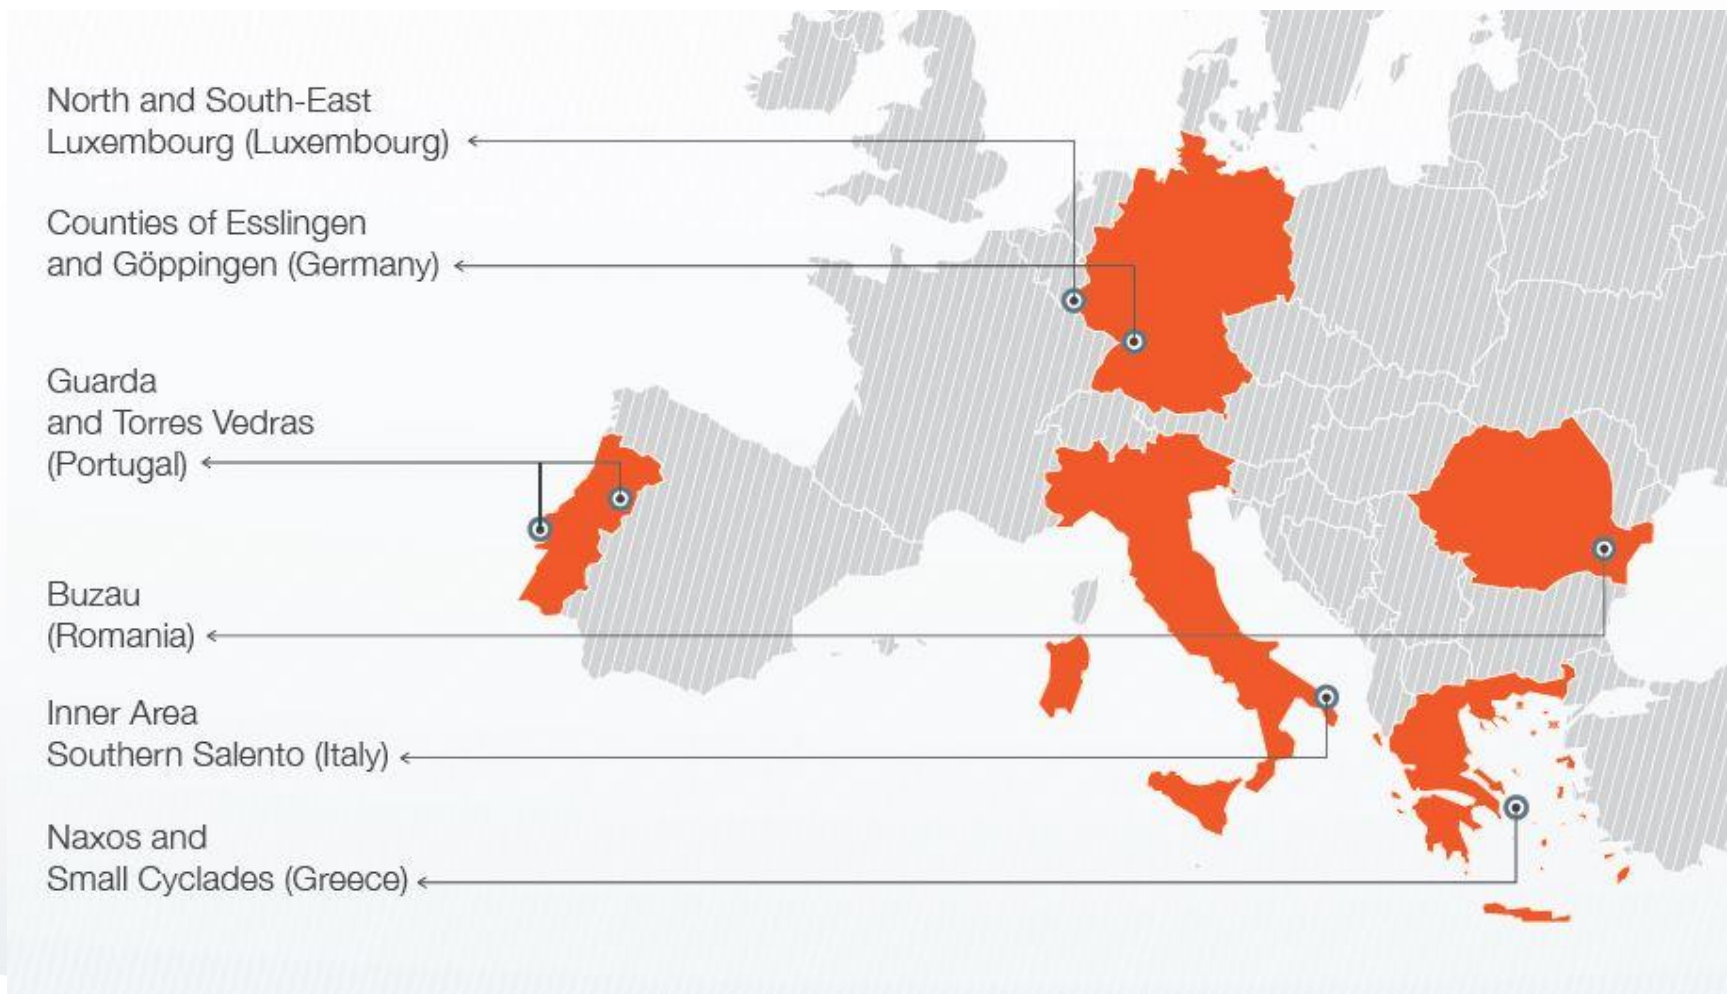 North and South-East
Luxembourg (Luxembourg)
Counties of Esslingen
and Göppingen (Germany)
Guarda
and Torres Vedras
(Portugal)
Buzau
(Romania)
Inner Area
Southern Salento (Italy)
Naxos and
Small Cyclades (Greece)